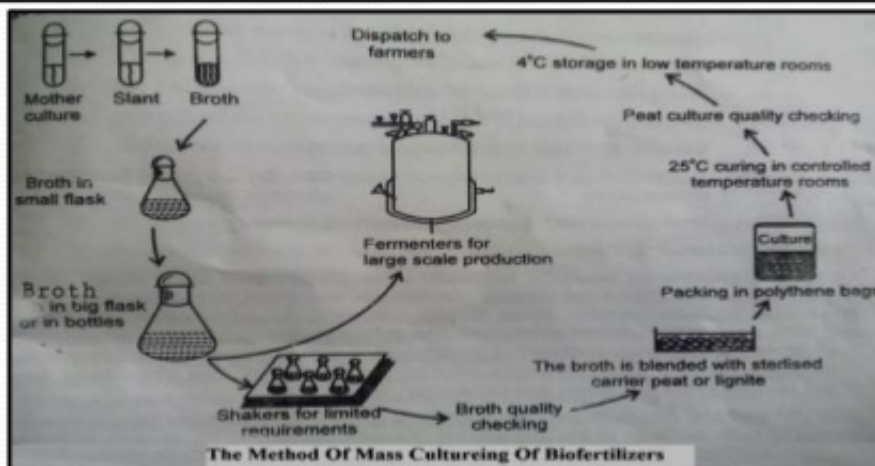 Mother
culture
Slant
Broth
Broth in
small flask
Broth
in big flask
or in bottles
Shakers for limited
requirements
Fermenters for
large scale production
Broth quality
checking
The broth is blended with sterilised
carrier peat or lignite
Packing in polythene bags
Culture
25°C curing in controlled
temperature rooms
Peat culture quality checking
4°C storage in low temperature rooms
Dispatch to
farmers
The Method Of Mass Cultureing Of Biofertilizers